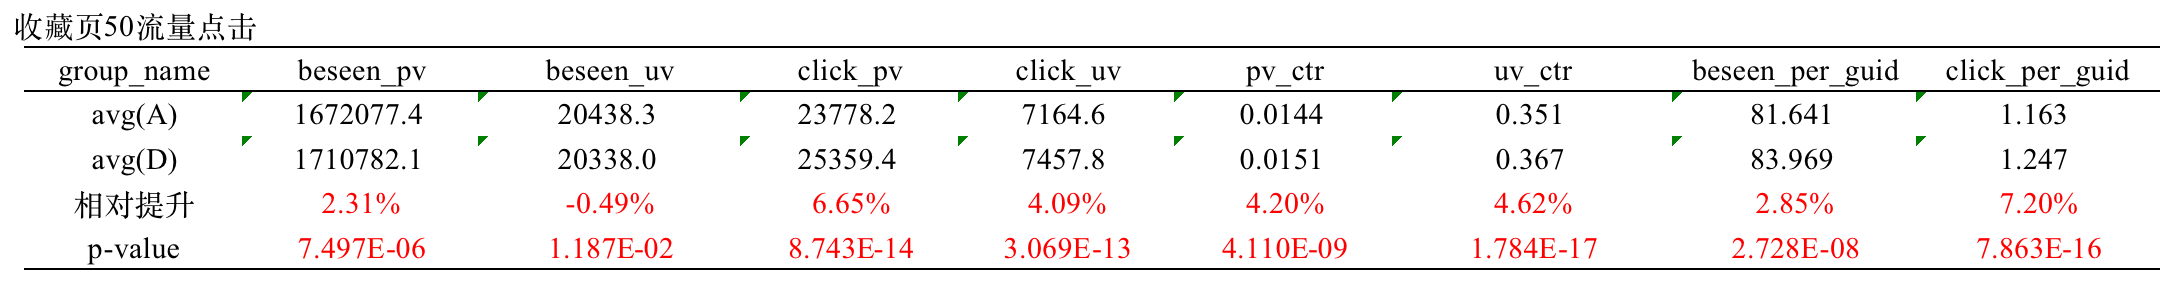 收藏页50流量点击
group_name beseen_pv beseen_uv click_pv click_uv pv_ctr uv_ctr beseen_per_guid click_per_guid
avg(A) 1672077.4 20438.3 23778.2 7164.6 0.0144 0.351 81.641 1.163
avg(D) 1710782.1 20338.0 25359.4 7457.8 0.0151 0.367 83.969 1.247
相对提升 2.31% -0.49% 6.65% 4.09% 4.20% 4.62% 2.85% 7.20%
p-value 7.497E-06 1.187E-02 8.743E-14 3.069E-13 4.110E-09 1.784E-17 2.728E-08 7.863E-16